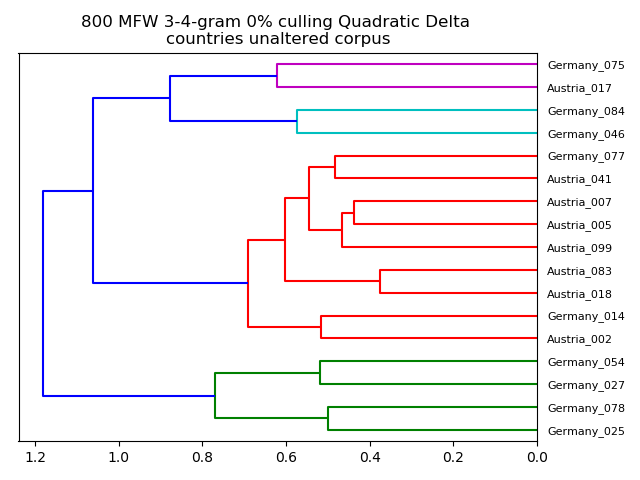 800 MFW 3-4-gram 0% culling Quadratic Delta
countries unaltered corpus
Germany_075
Austria_017
Germany_084
Germany_046
Germany_077
Austria_041
Austria_007
Austria_005
Austria_099
Austria_083
Austria_018
Germany_014
Austria_002
Germany_054
Germany_027
Germany_078
Germany_025
1.2 1.0 0.8 0.6 0.4 0.2 0.0